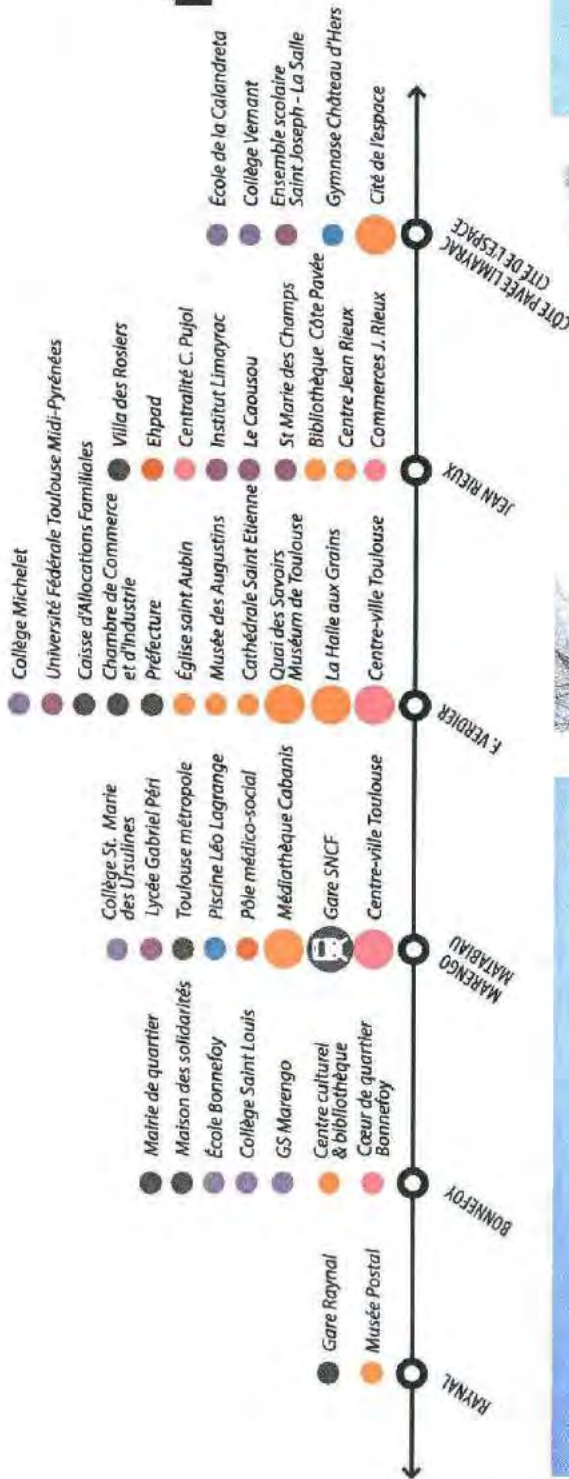 Gare Raynal
Musée Postal
RAYNAL
Mairie de quartier
Maison des solidarités
École Bonnefoy
Collège Saint Louis
GS Marengo
Centre culturel
& bibliothèque
Cœur de quartier
Bonnefoy
BONNEFOY
Collège St. Marie
des Ursulines
Lycée Gabriel Péri
Toulouse métropole
Piscine Léo Lagrange
Pôle médico-social
Médiathèque Cabanis
Gare SNCF
Centre-ville Toulouse
MARENGO
MATABIAU
Collège Michelet
Université Fédérale Toulouse Midi-Pyrénées
Caisse d'Allocations Familiales
Chambre de Commerce
et d'Industrie
Préfecture
Église saint Aubin
Musée des Augustins
Cathédrale Saint Etienne
Quai des Savoirs
Muséum de Toulouse
La Halle aux Grains
Centre-ville Toulouse
F. VERDIER
Villa des Rosiers
Ehpad
Centralité C. Pujol
Institut Limayrac
Le Caousou
St Marie des Champs
Bibliothèque Côte Pavée
Centre Jean Rieux
Commerces J. Rieux
JEAN RIEUX
École de la Calandreta
Collège Vernant
Ensemble scolaire
Saint Joseph - La Salle
Gymnase Château d'Hers
Cité de l'espace
CÔTE PAVÉE LIMAYRAC
CITÉ DE L'ESPACE